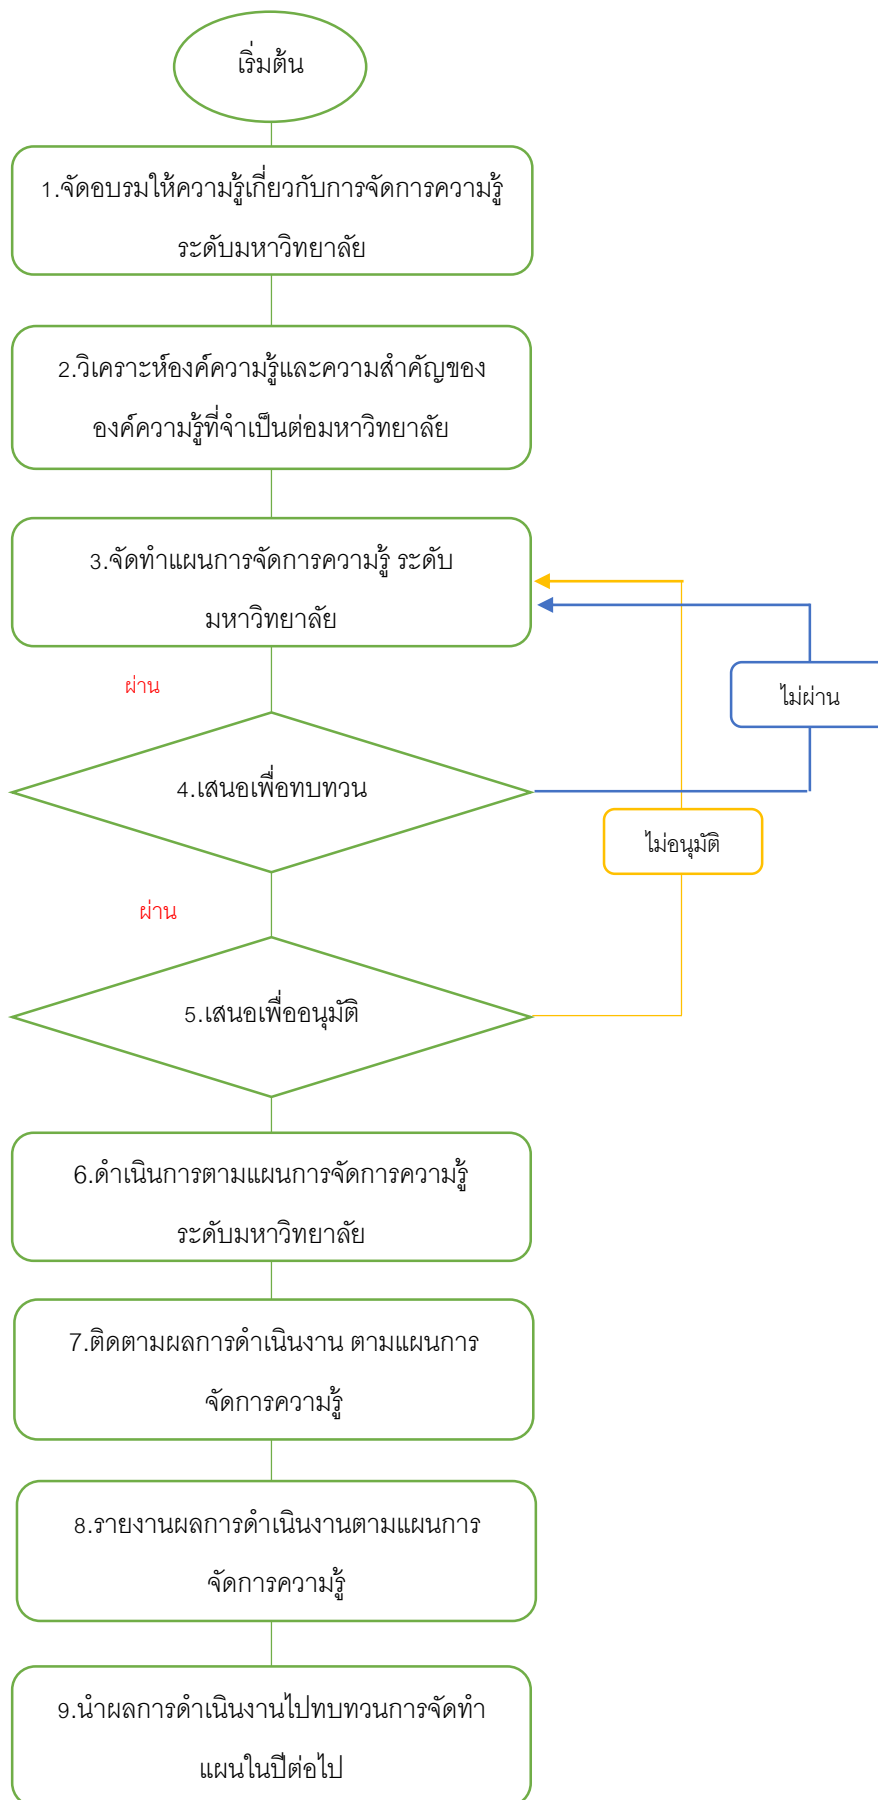 เริ่มต้น
1.จัดอบรมให้ความรู้เกี่ยวกับการจัดการความรู้
ระดับมหาวิทยาลัย
2.วิเคราะห์องค์ความรู้และความสำคัญของ
องค์ความรู้ที่จำเป็นต่อมหาวิทยาลัย
3.จัดทำแผนการจัดการความรู้ ระดับ
มหาวิทยาลัย
ผ่าน
ไม่ผ่าน
4.เสนอเพื่อทบทวน
ไม่อนุมัติ
ผ่าน
5.เสนอเพื่ออนุมัติ
6.ดำเนินการตามแผนการจัดการความรู้
ระดับมหาวิทยาลัย
7.ติดตามผลการดำเนินงาน ตามแผนการ
จัดการความรู้
8.รายงานผลการดำเนินงานตามแผนการ
จัดการความรู้
9.นำผลการดำเนินงานไปทบทวนการจัดทำ
แผนในปีต่อไป